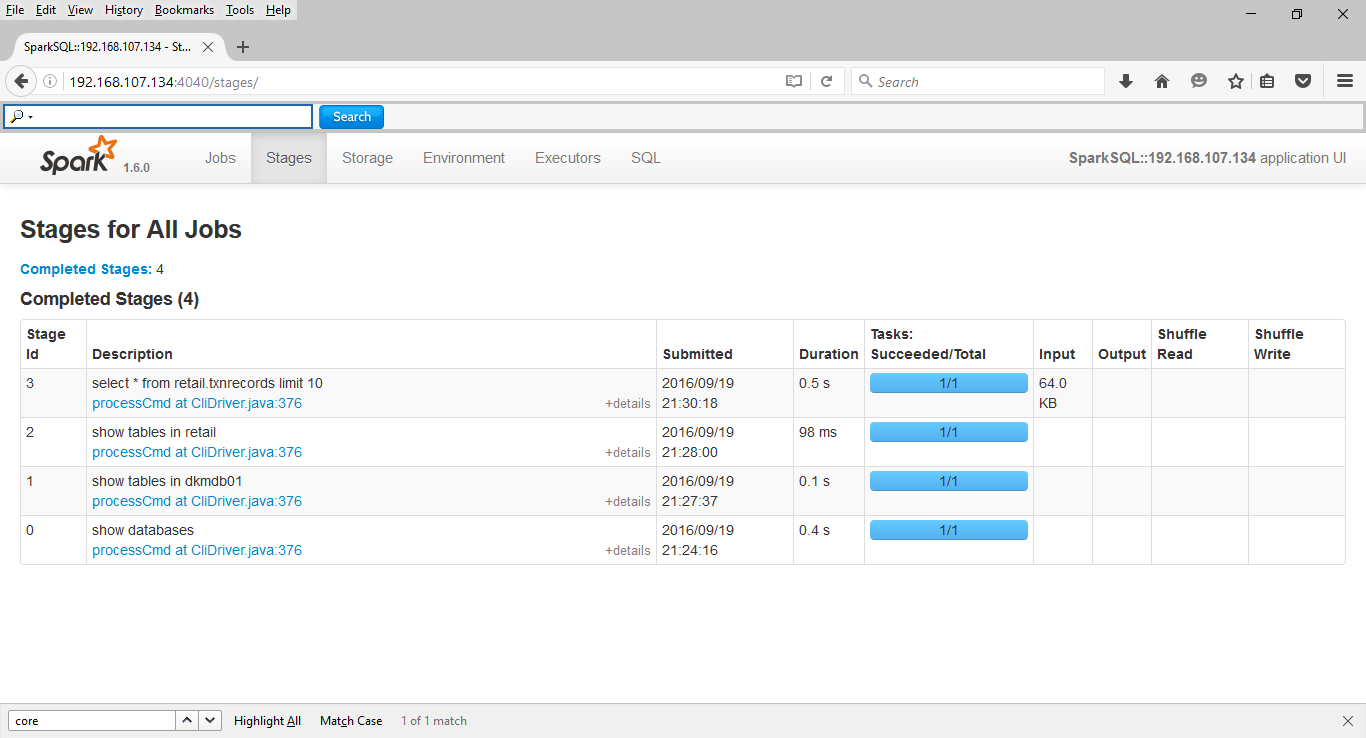 File Edit View History Bookmarks Tools Help
SparkSQL::192.168.107.134 - St...
192.168.107.134:4040/stages/
Search
Search
Spark 1.6.0 Jobs Stages Storage Environment Executors SQL SparkSQL::192.168.107.134 application UI
Stages for All Jobs
Completed Stages: 4
Completed Stages (4)
Stage Id Description Submitted Duration Tasks: Succeeded/Total Input Output Shuffle Read Shuffle Write
3 select * from retail.txnrecords limit 10 2016/09/19 0.5 s 1/1 64.0
processCmd at CliDriver.java:376 +details 21:30:18 KB
2 show tables in retail 2016/09/19 98 ms 1/1
processCmd at CliDriver.java:376 +details 21:28:00
1 show tables in dkmdb01 2016/09/19 0.1 s 1/1
processCmd at CliDriver.java:376 +details 21:27:37
0 show databases 2016/09/19 0.4 s 1/1
processCmd at CliDriver.java:376 +details 21:24:16
core Highlight All Match Case 1 of 1 match